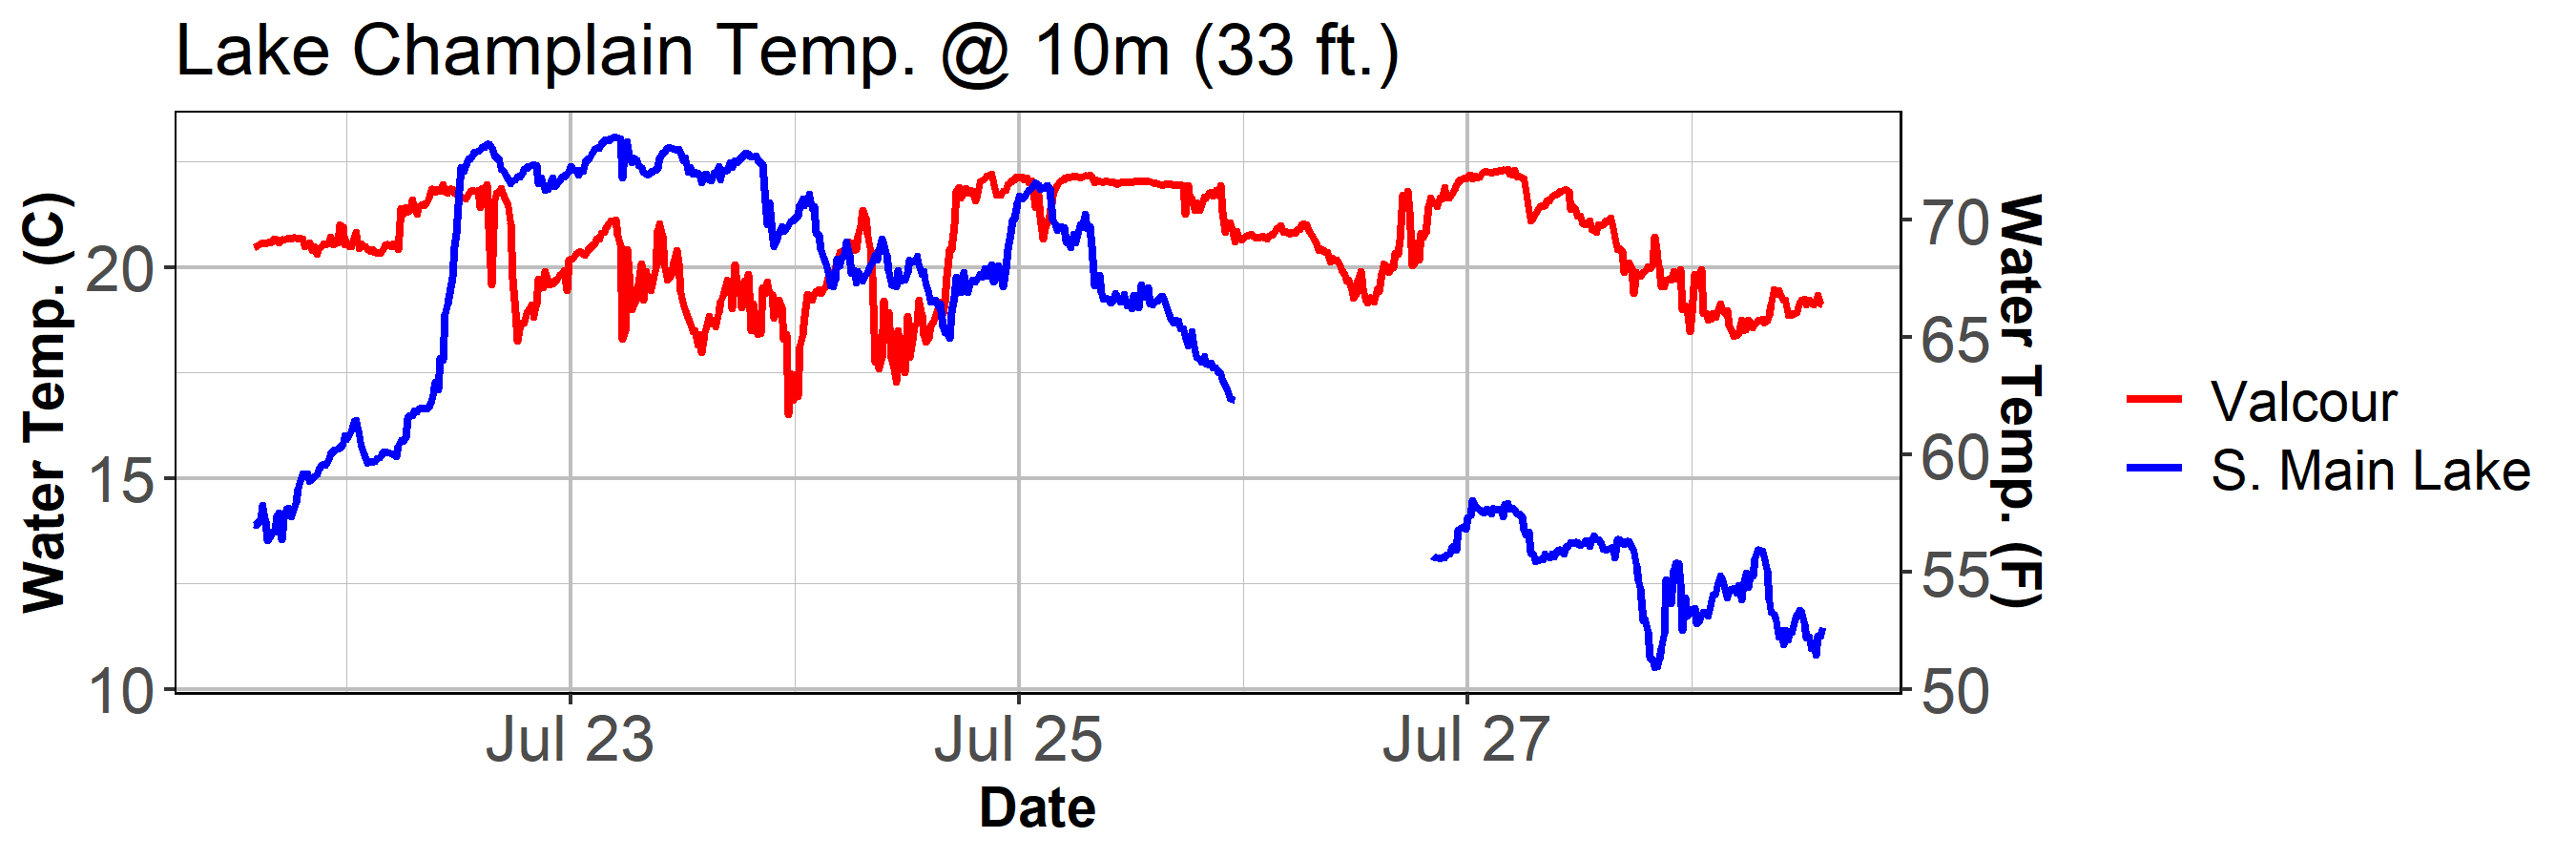 Lake Champlain Temp. @ 10m (33 ft.)
Water Temp. (C)
20
15
10
70
65
60
55
50
Water Temp. (F)
Jul 23
Jul 25
Jul 27
Date
Valcour
S. Main Lake